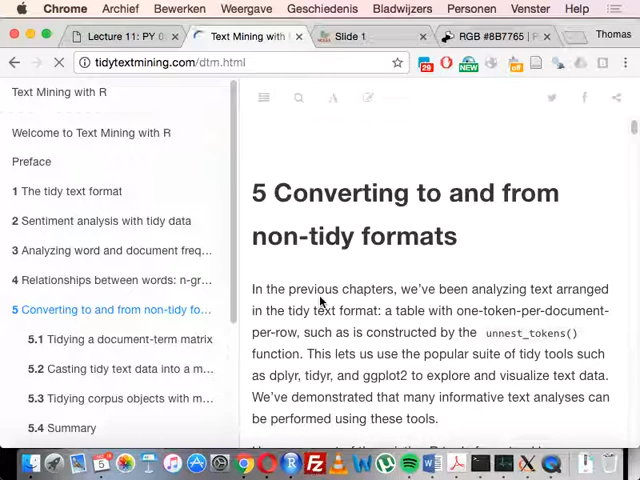 Chrome Archief Bewerken Weergave Geschiedenis Bladwijzers Personen Venster Help
Lecture 11: PY 0 Text Mining with Slide 1 RGB #8B7765 | P Thomas
tidytextmining.com/dtm.html
29 NEW off
Text Mining with R
Welcome to Text Mining with R
Preface
1 The tidy text format
2 Sentiment analysis with tidy data
3 Analyzing word and document freq...
4 Relationships between words: n-gr...
5 Converting to and from non-tidy fo...
5.1 Tidying a document-term matrix
5.2 Casting tidy text data into a m...
5.3 Tidying corpus objects with m...
5.4 Summary
A
5 Converting to and from
non-tidy formats
In the previous chapters, we've been analyzing text arranged
in the tidy text format: a table with one-token-per-document-
per-row, such as is constructed by the unnest_tokens()
function. This lets us use the popular suite of tidy tools such
as dplyr, tidyr, and ggplot2 to explore and visualize text data.
We've demonstrated that many informative text analyses can
be performed using these tools.